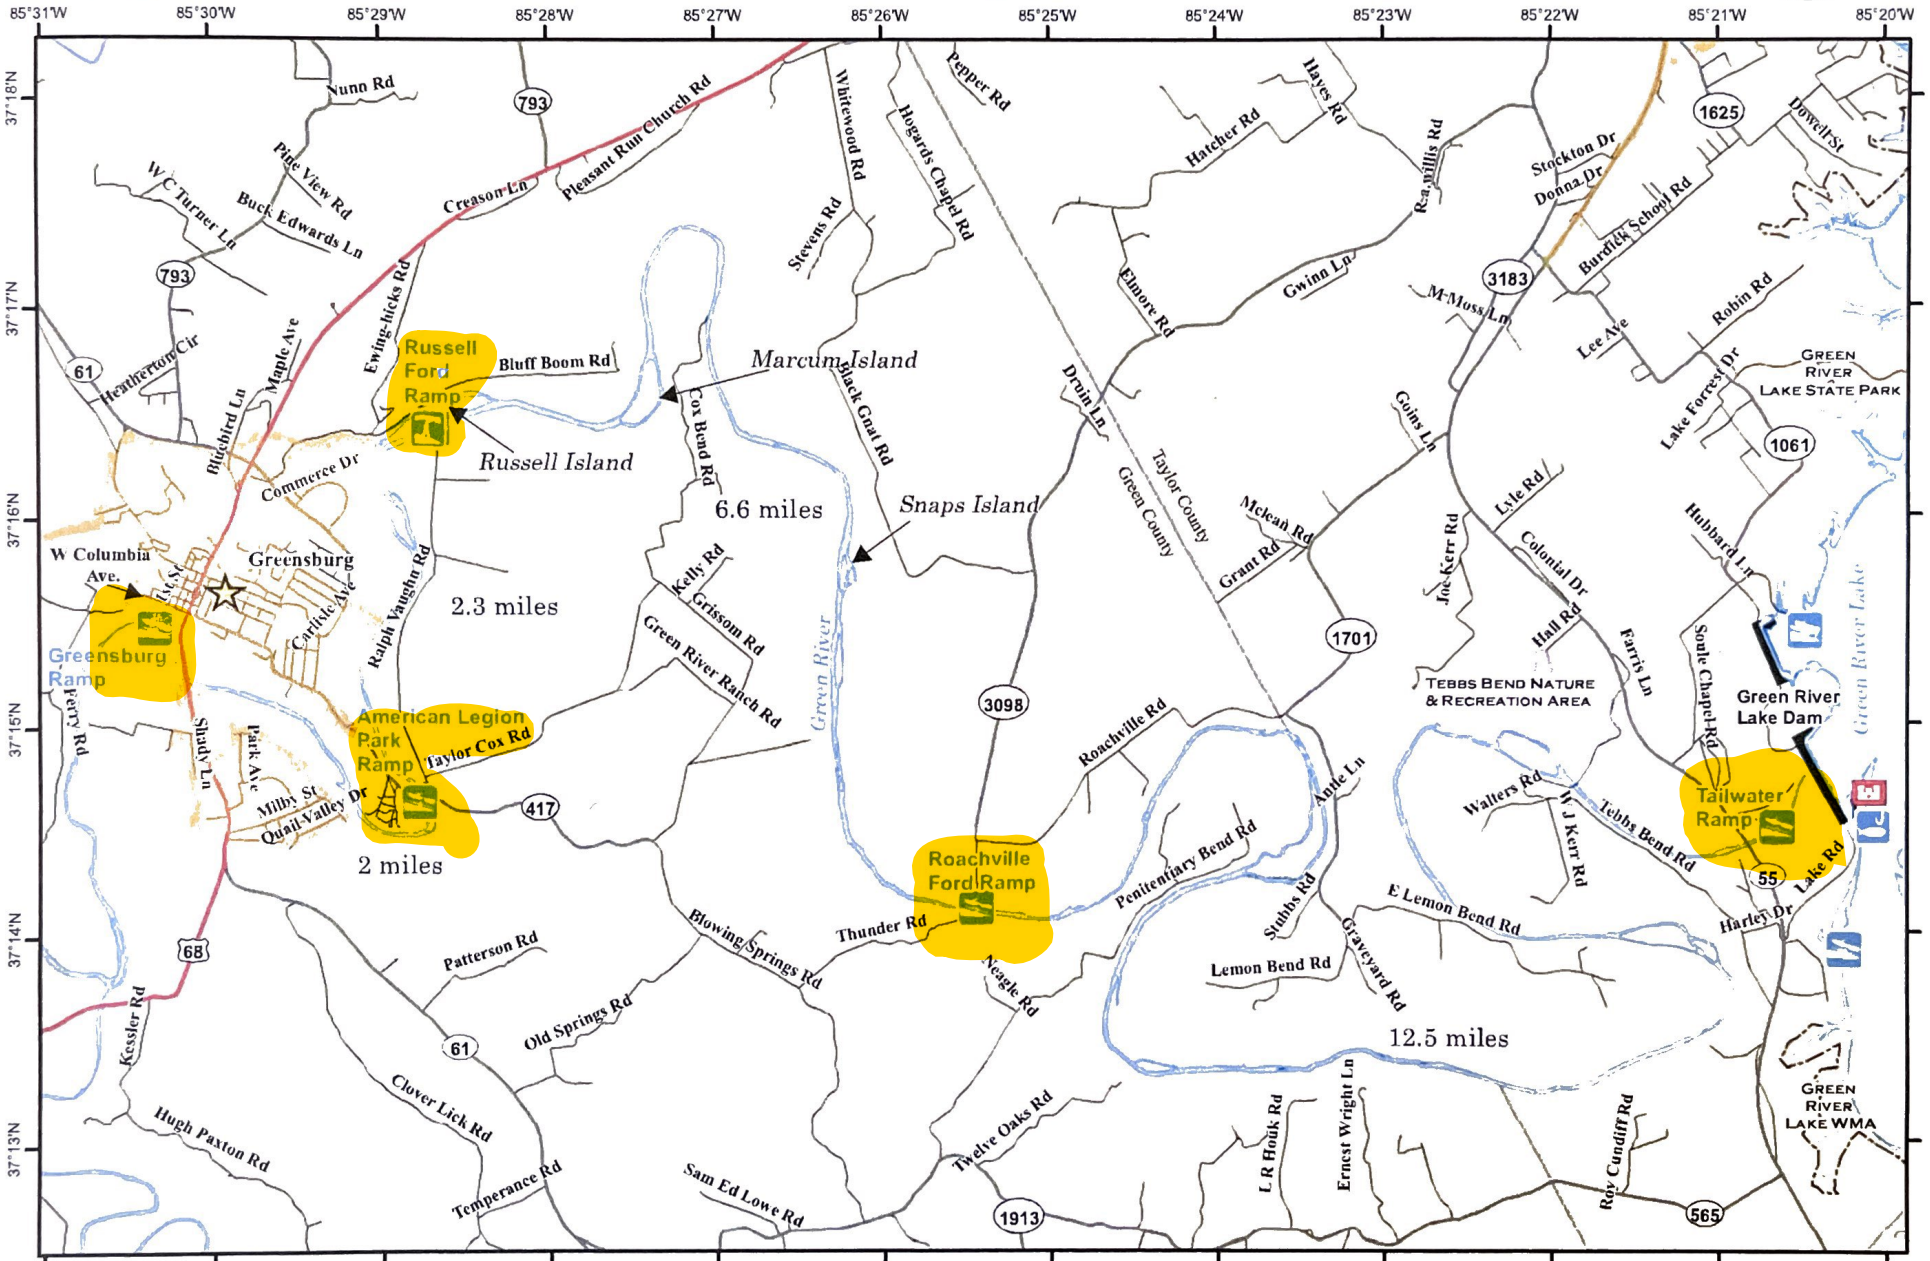 85°31'W
85°30'W
85°29'W
85°28'W
85°27'W
85°26'W
85°25'W
85°24'W
85°23'W
85°22'W
85°21'W
85°20'W
37°18'N
37°17'N
37°16'N
37°15'N
37°14'N
37°13'N
Nunn Rd
793
Pleasant Run Church Rd
Whitewood Rd
Pepper Rd
Hogards Chapel Rd
Hayes Rd
Hatcher Rd
R.a.willis Rd
Stockton Dr
Donna Dr
1625
Dowell St
W C Turner Ln
Pine View Rd
Buck Edwards Ln
Creason Ln
793
Stevens Rd
Burdick School Rd
Elmore Rd
Gwinn Ln
3183
M Moss Ln
Robin Rd
Lee Ave
61
Heatherton Cir
Maple Ave
Bluebird Ln
Ewing-hicks Rd
Russell
Ford
Ramp
Bluff Boom Rd
Marcum Island
Black Gnat Rd
Cox Bend Rd
Russell Island
Druin Ln
Goins Ln
Lake Forrest Dr
GREEN
RIVER
LAKE STATE PARK
1061
Commerce Dr
6.6 miles
Snaps Island
Taylor County
Green County
Mclean Rd
Grant Rd
Lyle Rd
Joe Kerr Rd
Colonial Dr
Hubbard Ln
W Columbia
Ave.
1st St
Greensburg
Carlisle Ave
Ralph Vaughn Rd
2.3 miles
Kelly Rd
Grissom Rd
Green River Ranch Rd
Green River
Greensburg
Ramp
Ferry Rd
1701
Hall Rd
Farris Ln
Soule Chapel Rd
Green River Lake
TEBBS BEND NATURE
& RECREATION AREA
Green River
Lake Dam
3098
Roachville Rd
American Legion
Park
Ramp
Taylor Cox Rd
Shady Ln
Park Ave
Milby St
Quail Valley Dr
417
2 miles
Antle Ln
Walters Rd
W J Kerr Rd
Tebbs Bend Rd
Tailwater
Ramp
55
Lake Rd
Harley Dr
Roachville
Ford Ramp
Penitentiary Bend Rd
Stubbs Rd
E Lemon Bend Rd
Graveyard Rd
Lemon Bend Rd
Thunder Rd
Neagle Rd
Blowing Springs Rd
68
Patterson Rd
Old Springs Rd
Kessler Rd
61
12.5 miles
Clover Lick Rd
Hugh Paxton Rd
Temperance Rd
Sam Ed Lowe Rd
Twelve Oaks Rd
1913
L R Houk Rd
Ernest Wright Ln
Roy Cundiff Rd
565
GREEN
RIVER
LAKE WMA
E